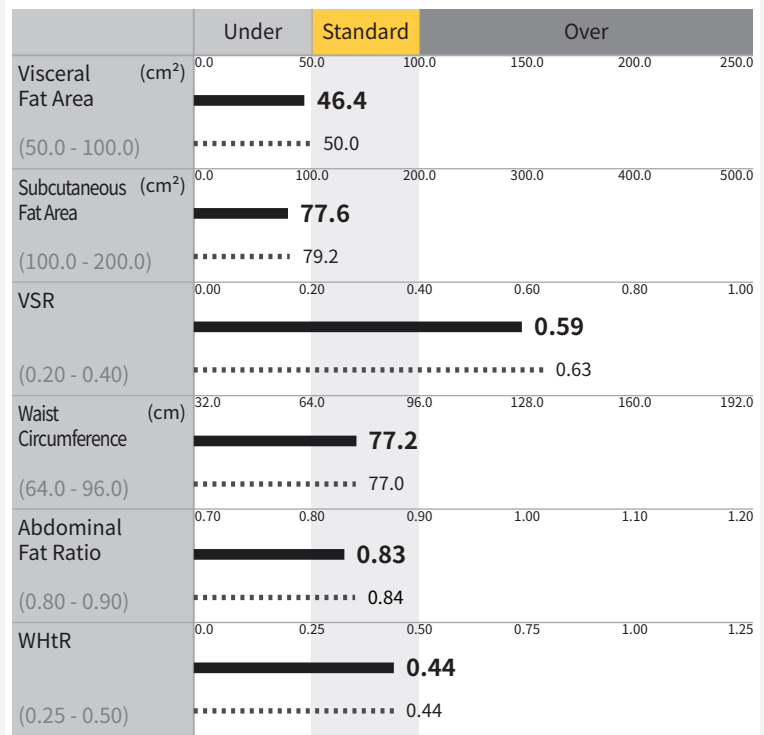 Under Standard Over
Visceral (cm²) 0.0 50.0 100.0 150.0 200.0 250.0
Fat Area 46.4
(50.0 - 100.0) 50.0
Subcutaneous (cm²) 0.0 100.0 200.0 300.0 400.0 500.0
Fat Area 77.6
(100.0 - 200.0) 79.2
VSR 0.00 0.20 0.40 0.60 0.80 1.00
0.59
(0.20 - 0.40) 0.63
Waist (cm) 32.0 64.0 96.0 128.0 160.0 192.0
Circumference 77.2
(64.0 - 96.0) 77.0
Abdominal 0.70 0.80 0.90 1.00 1.10 1.20
Fat Ratio 0.83
(0.80 - 0.90) 0.84
WHtR 0.0 0.25 0.50 0.75 1.00 1.25
0.44
(0.25 - 0.50) 0.44